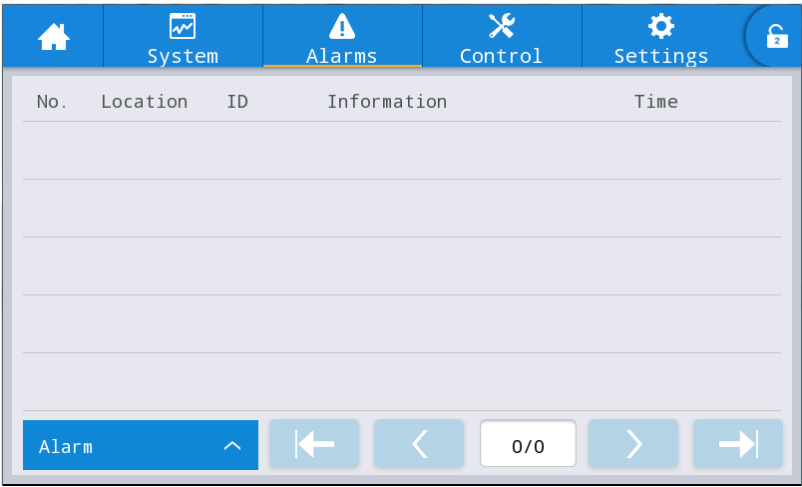 System Alarms Control Settings
2
No. Location ID Information Time
Alarm 0/0